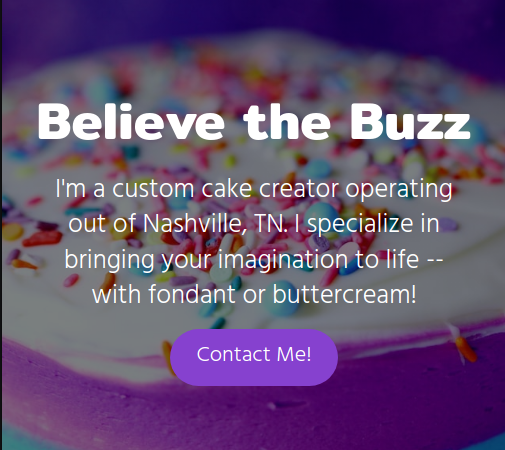 Believe the Buzz
I'm a custom cake creator operating
out of Nashville, TN. I specialize in
bringing your imagination to life --
with fondant or buttercream!
Contact Me!